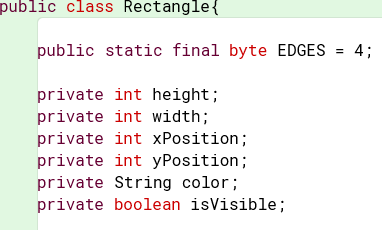 public class Rectangle{
public static final byte EDGES = 4;
private int height;
private int width;
private int xPosition;
private int yPosition;
private String color;
private boolean isVisible;